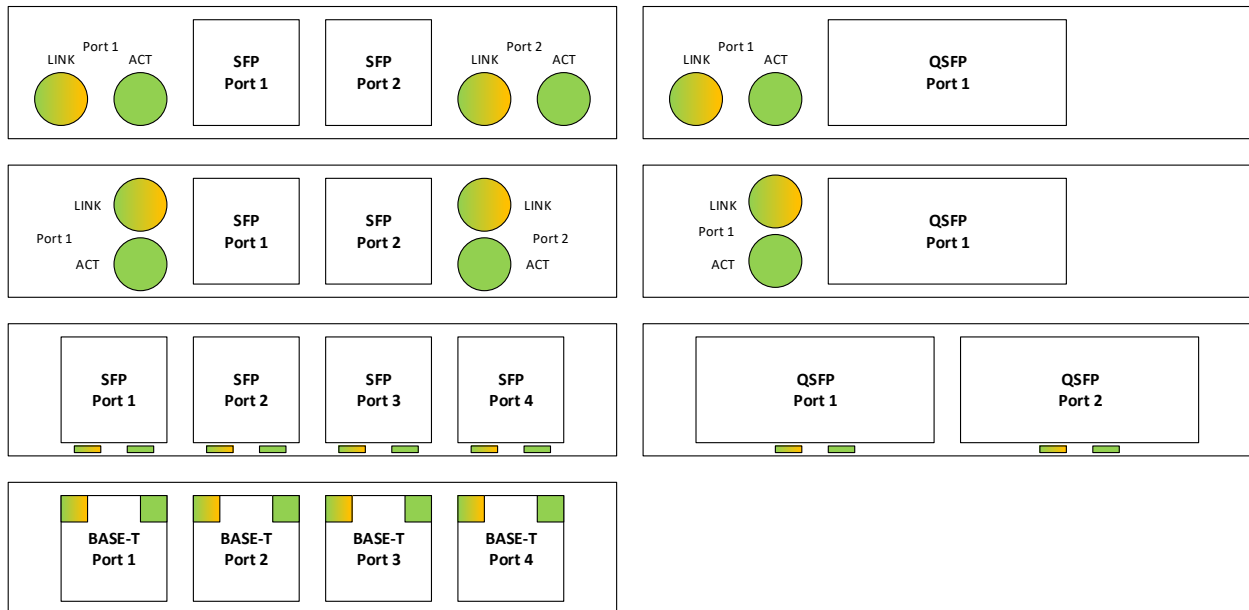 Port 1
LINK
ACT
SFP
Port 1
SFP
Port 2
Port 2
LINK
ACT
Port 1
LINK
ACT
QSFP
Port 1
LINK
Port 1
ACT
SFP
Port 1
SFP
Port 2
LINK
Port 2
ACT
LINK
Port 1
ACT
QSFP
Port 1
SFP
Port 1
SFP
Port 2
SFP
Port 3
SFP
Port 4
QSFP
Port 1
QSFP
Port 2
BASE-T
Port 1
BASE-T
Port 2
BASE-T
Port 3
BASE-T
Port 4